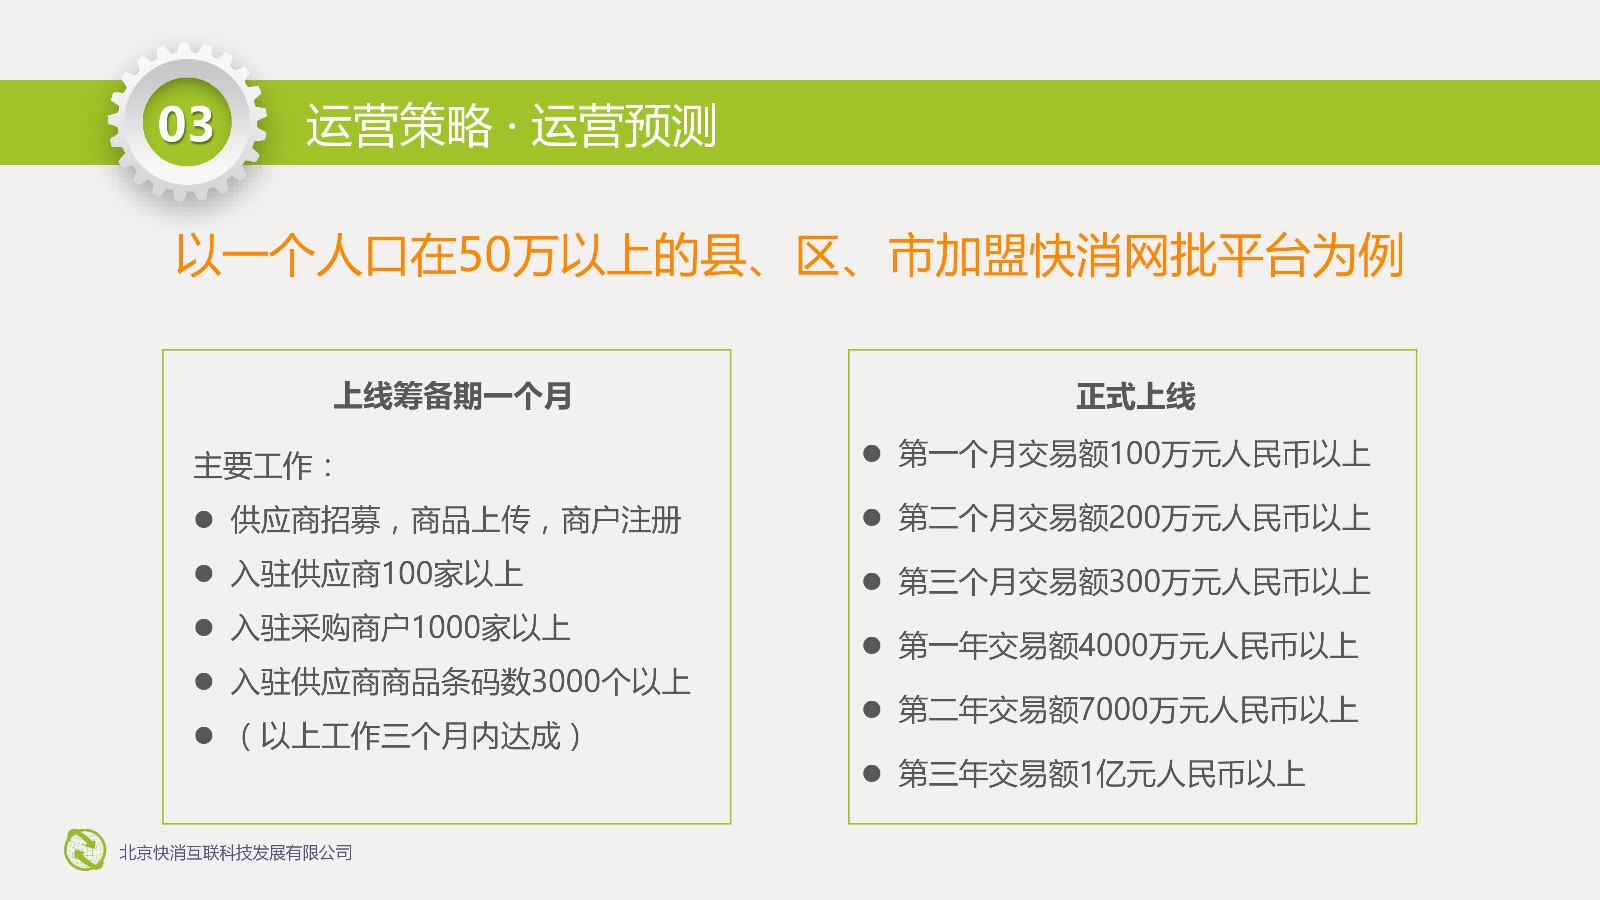 03
运营策略·运营预测
以一个人口在50万以上的县、区、市加盟快消网批平台为例
上线筹备期一个月
主要工作：
● 供应商招募，商品上传，商户注册
● 入驻供应商100家以上
● 入驻采购商户1000家以上
● 入驻供应商商品条码数3000个以上
● （以上工作三个月内达成）
正式上线
● 第一个月交易额100万元人民币以上
● 第二个月交易额200万元人民币以上
● 第三个月交易额300万元人民币以上
● 第一年交易额4000万元人民币以上
● 第二年交易额7000万元人民币以上
● 第三年交易额1亿元人民币以上
北京快消互联科技发展有限公司